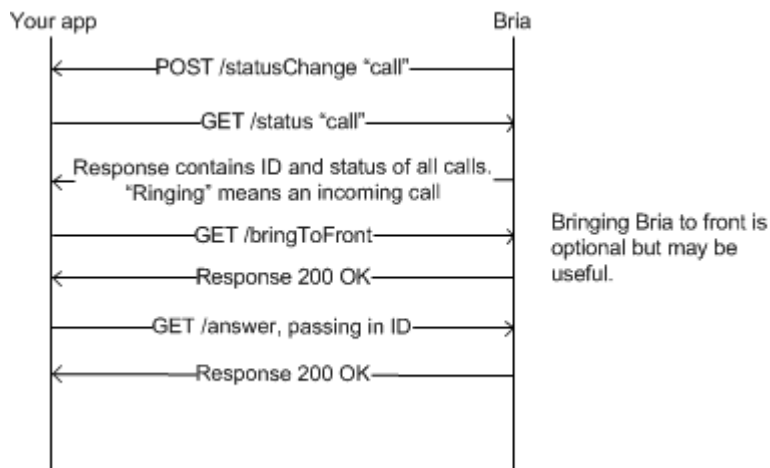 Your app
Bria
POST /statusChange “call”
GET /status “call”
Response contains ID and status of all calls.
“Ringing” means an incoming call
GET /bringToFront
Bringing Bria to front is
optional but may be
useful.
Response 200 OK
GET /answer, passing in ID
Response 200 OK